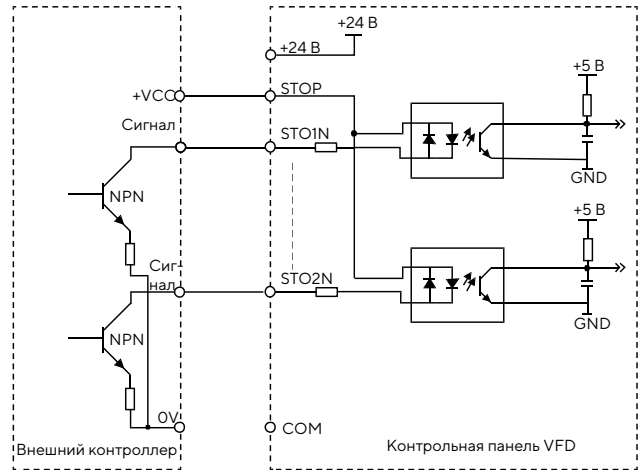 +24 В
+24 В
+5 В
+VCC
STOP
Сигнал
STO1N
GND
NPN
+5 В
Сиг-
нал
STO2N
GND
NPN
0V
COM
Внешний контроллер
Контрольная панель VFD